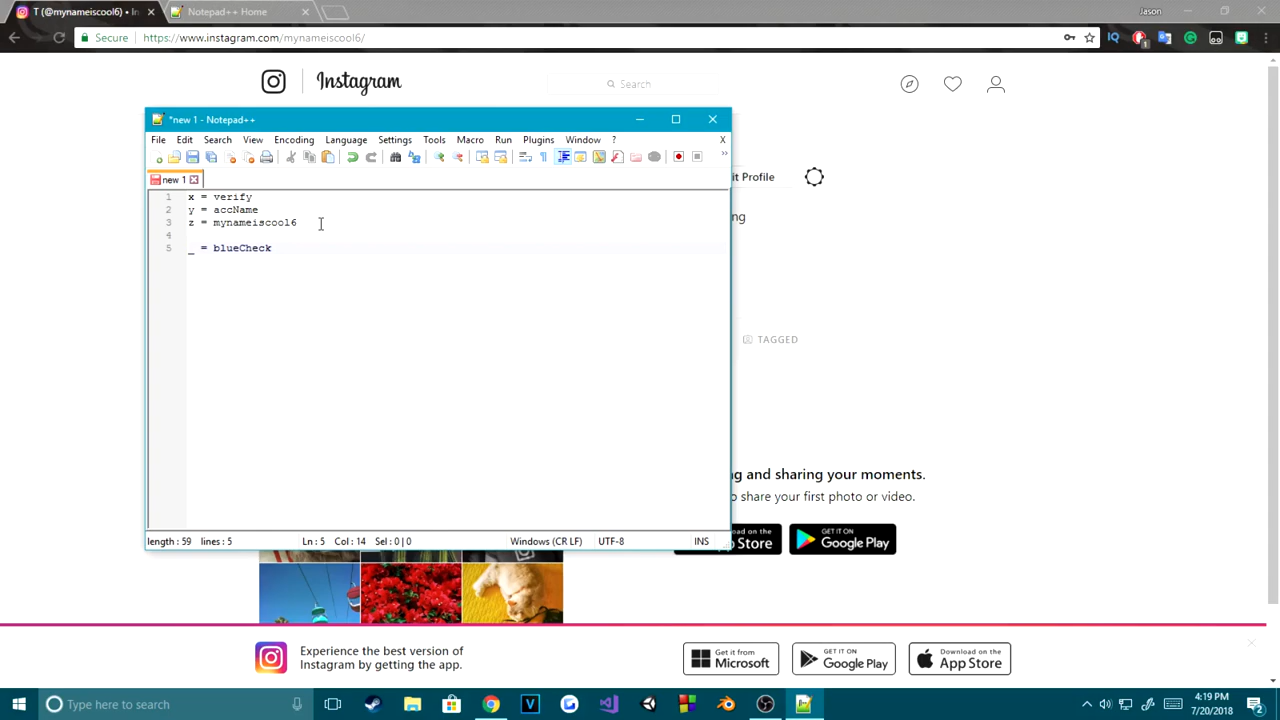 T (@mynameiscool6) • In
Notepad++ Home
Jason
Secure https://www.instagram.com/mynameiscool6/
Instagram
Search
*new 1 - Notepad++
File Edit Search View Encoding Language Settings Tools Macro Run Plugins Window ? X
new 1
it Profile
1 x = verify
2 y = accName
ng
3 z = mynameiscool6
4
5 _ = blueCheck
TAGGED
ng and sharing your moments.
o share your first photo or video.
length : 59 lines : 5 Ln : 5 Col : 14 Sel : 0 | 0 Windows (CR LF) UTF-8 INS
load on the
Store
GET IT ON
Google Play
Experience the best version of
Instagram by getting the app.
Get it from
Microsoft
GET IT ON
Google Play
Download on the
App Store
Type here to search
4:19 PM
7/20/2018
2